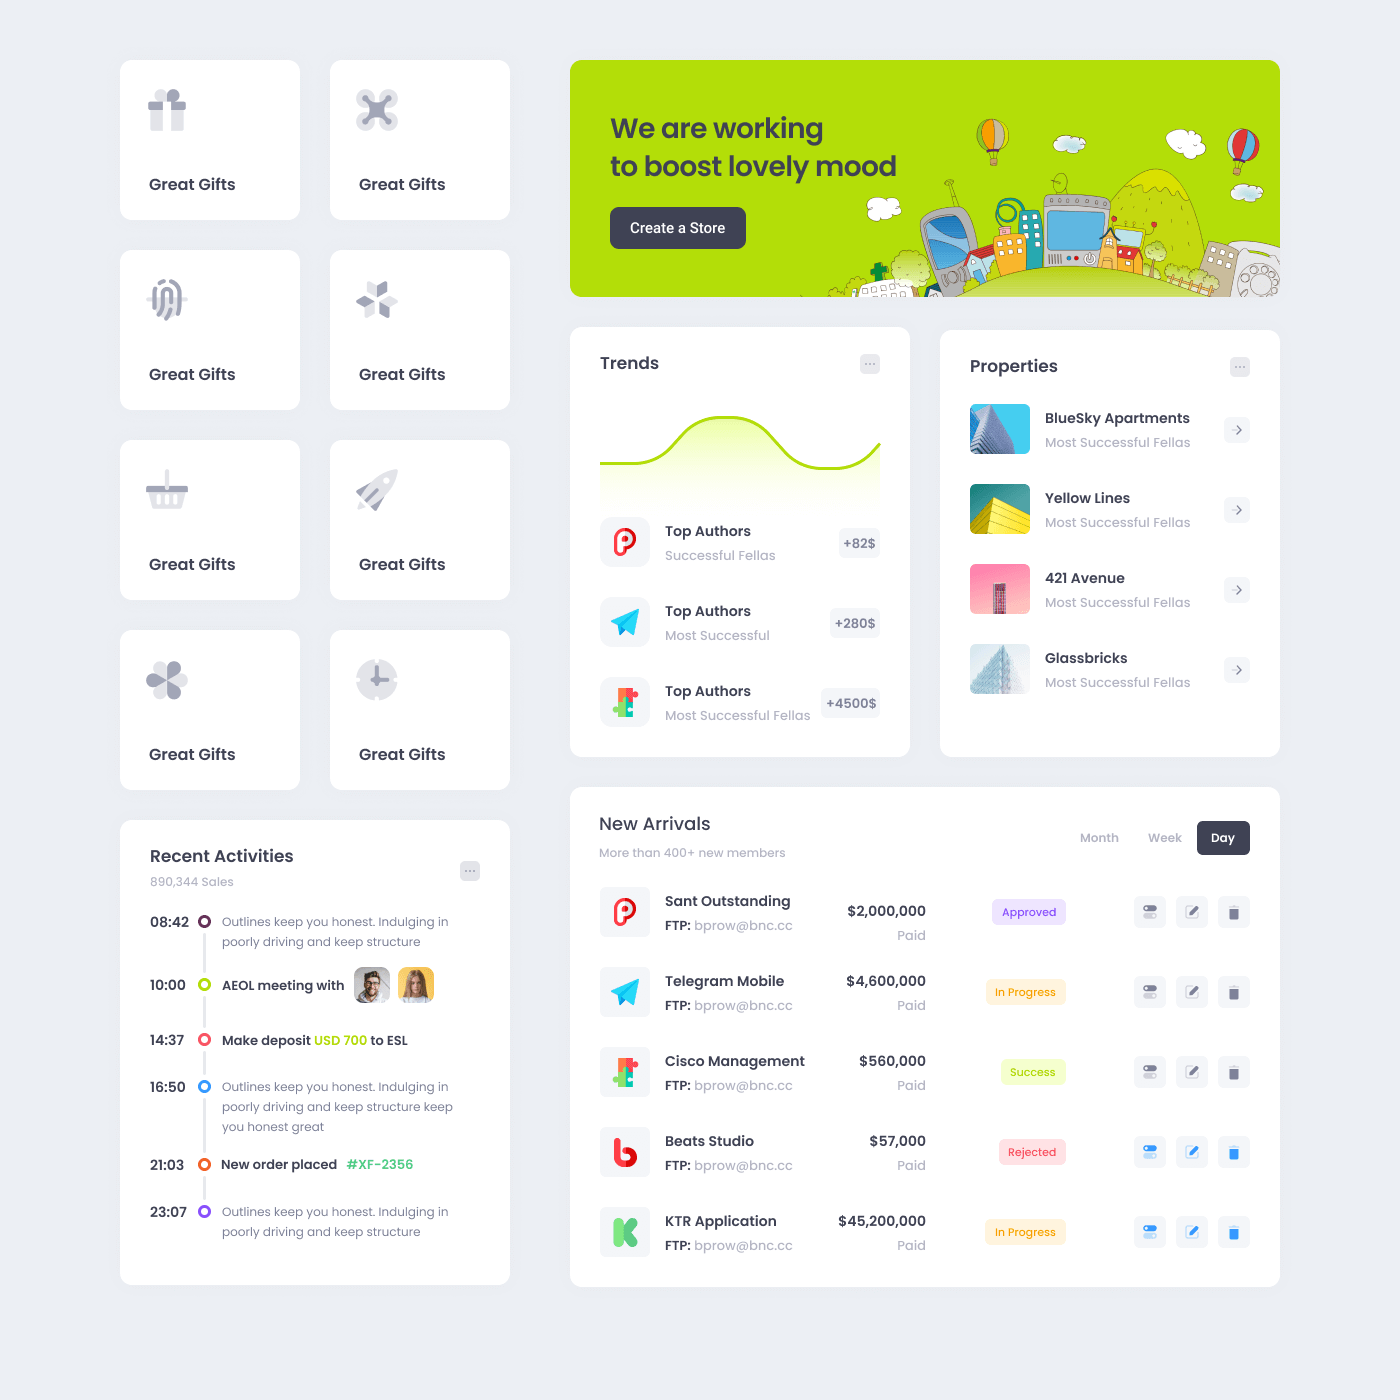 Great Gifts
Great Gifts
Great Gifts
Great Gifts
Great Gifts
Great Gifts
Great Gifts
Great Gifts
Recent Activities
890,344 Sales
08:42
Outlines keep you honest. Indulging in
poorly driving and keep structure
10:00
AEOL meeting with
14:37
Make deposit USD 700 to ESL
16:50
Outlines keep you honest. Indulging in
poorly driving and keep structure keep
you honest great
21:03
New order placed #XF-2356
23:07
Outlines keep you honest. Indulging in
poorly driving and keep structure
We are working
to boost lovely mood
Create a Store
Trends
Top Authors
Successful Fellas
+82$
Top Authors
Most Successful
+280$
Top Authors
Most Successful Fellas
+4500$
Properties
BlueSky Apartments
Most Successful Fellas
Yellow Lines
Most Successful Fellas
421 Avenue
Most Successful Fellas
Glassbricks
Most Successful Fellas
New Arrivals
More than 400+ new members
Month
Week
Day
Sant Outstanding
FTP: bprow@bnc.cc
$2,000,000
Paid
Approved
Telegram Mobile
FTP: bprow@bnc.cc
$4,600,000
Paid
In Progress
Cisco Management
FTP: bprow@bnc.cc
$560,000
Paid
Success
Beats Studio
FTP: bprow@bnc.cc
$57,000
Paid
Rejected
KTR Application
FTP: bprow@bnc.cc
$45,200,000
Paid
In Progress